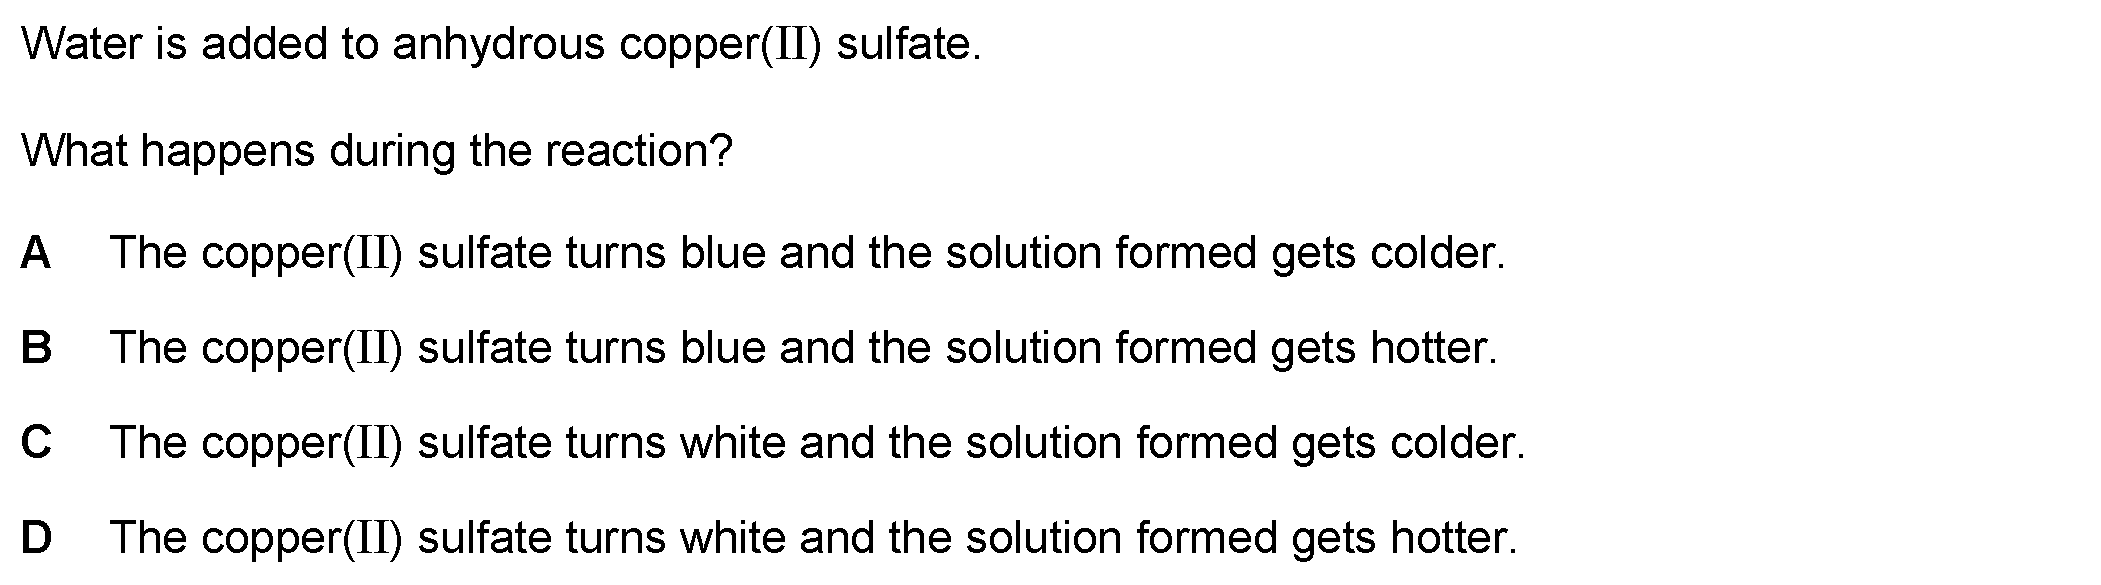 Water is added to anhydrous copper(II) sulfate.
What happens during the reaction?
A The copper(II) sulfate turns blue and the solution formed gets colder.
B The copper(II) sulfate turns blue and the solution formed gets hotter.
C The copper(II) sulfate turns white and the solution formed gets colder.
D The copper(II) sulfate turns white and the solution formed gets hotter.